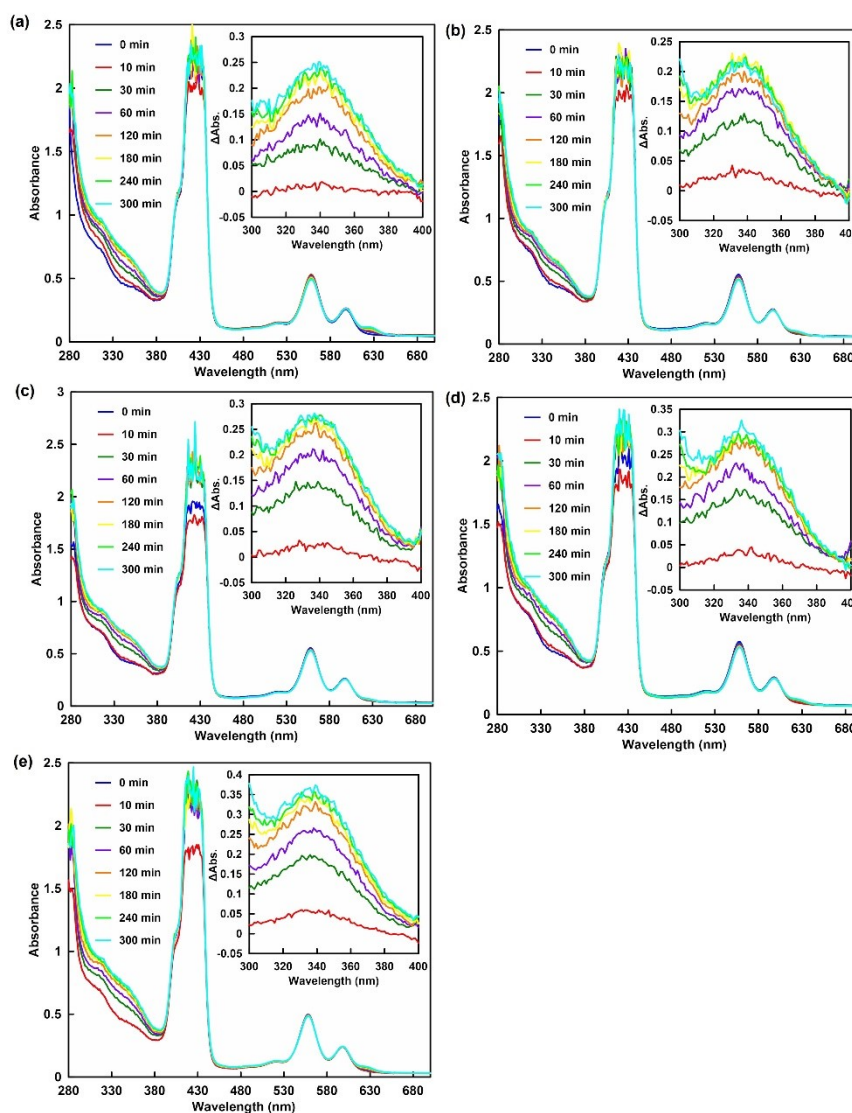 (a)
2.5
2
1.5
1
0.5
0
Absorbance
0 min
10 min
30 min
60 min
120 min
180 min
240 min
300 min
0.3
0.25
0.2
0.15
0.1
0.05
0
-0.05
ΔAbs.
300 320 340 360 380 400
Wavelength (nm)
280 330 380 430 480 530 580 630 680
Wavelength (nm)
(b)
2.5
2
1.5
1
0.5
0
Absorbance
0 min
10 min
30 min
60 min
120 min
180 min
240 min
300 min
0.25
0.2
0.15
0.1
0.05
0
-0.05
ΔAbs.
300 320 340 360 380 40
Wavelength (nm)
280 330 380 430 480 530 580 630 680
Wavelength (nm)
(c)
3
2.5
2
1.5
1
0.5
0
Absorbance
0 min
10 min
30 min
60 min
120 min
180 min
240 min
300 min
0.3
0.25
0.2
0.15
0.1
0.05
0
-0.05
ΔAbs.
300 320 340 360 380 400
Wavelength (nm)
280 330 380 430 480 530 580 630 680
Wavelength (nm)
(d)
2.5
2
1.5
1
0.5
0
Absorbance
0 min
10 min
30 min
60 min
120 min
180 min
240 min
300 min
0.35
0.3
0.25
0.2
0.15
0.1
0.05
0
-0.05
ΔAbs.
300 320 340 360 380 40
Wavelength (nm)
280 330 380 430 480 530 580 630 680
Wavelength (nm)
(e)
2.5
2
1.5
1
0.5
0
Absorbance
0 min
10 min
30 min
60 min
120 min
180 min
240 min
300 min
0.4
0.35
0.3
0.25
0.2
0.15
0.1
0.05
0
-0.05
ΔAbs.
300 320 340 360 380 400
Wavelength (nm)
280 330 380 430 480 530 580 630 680
Wavelength (nm)